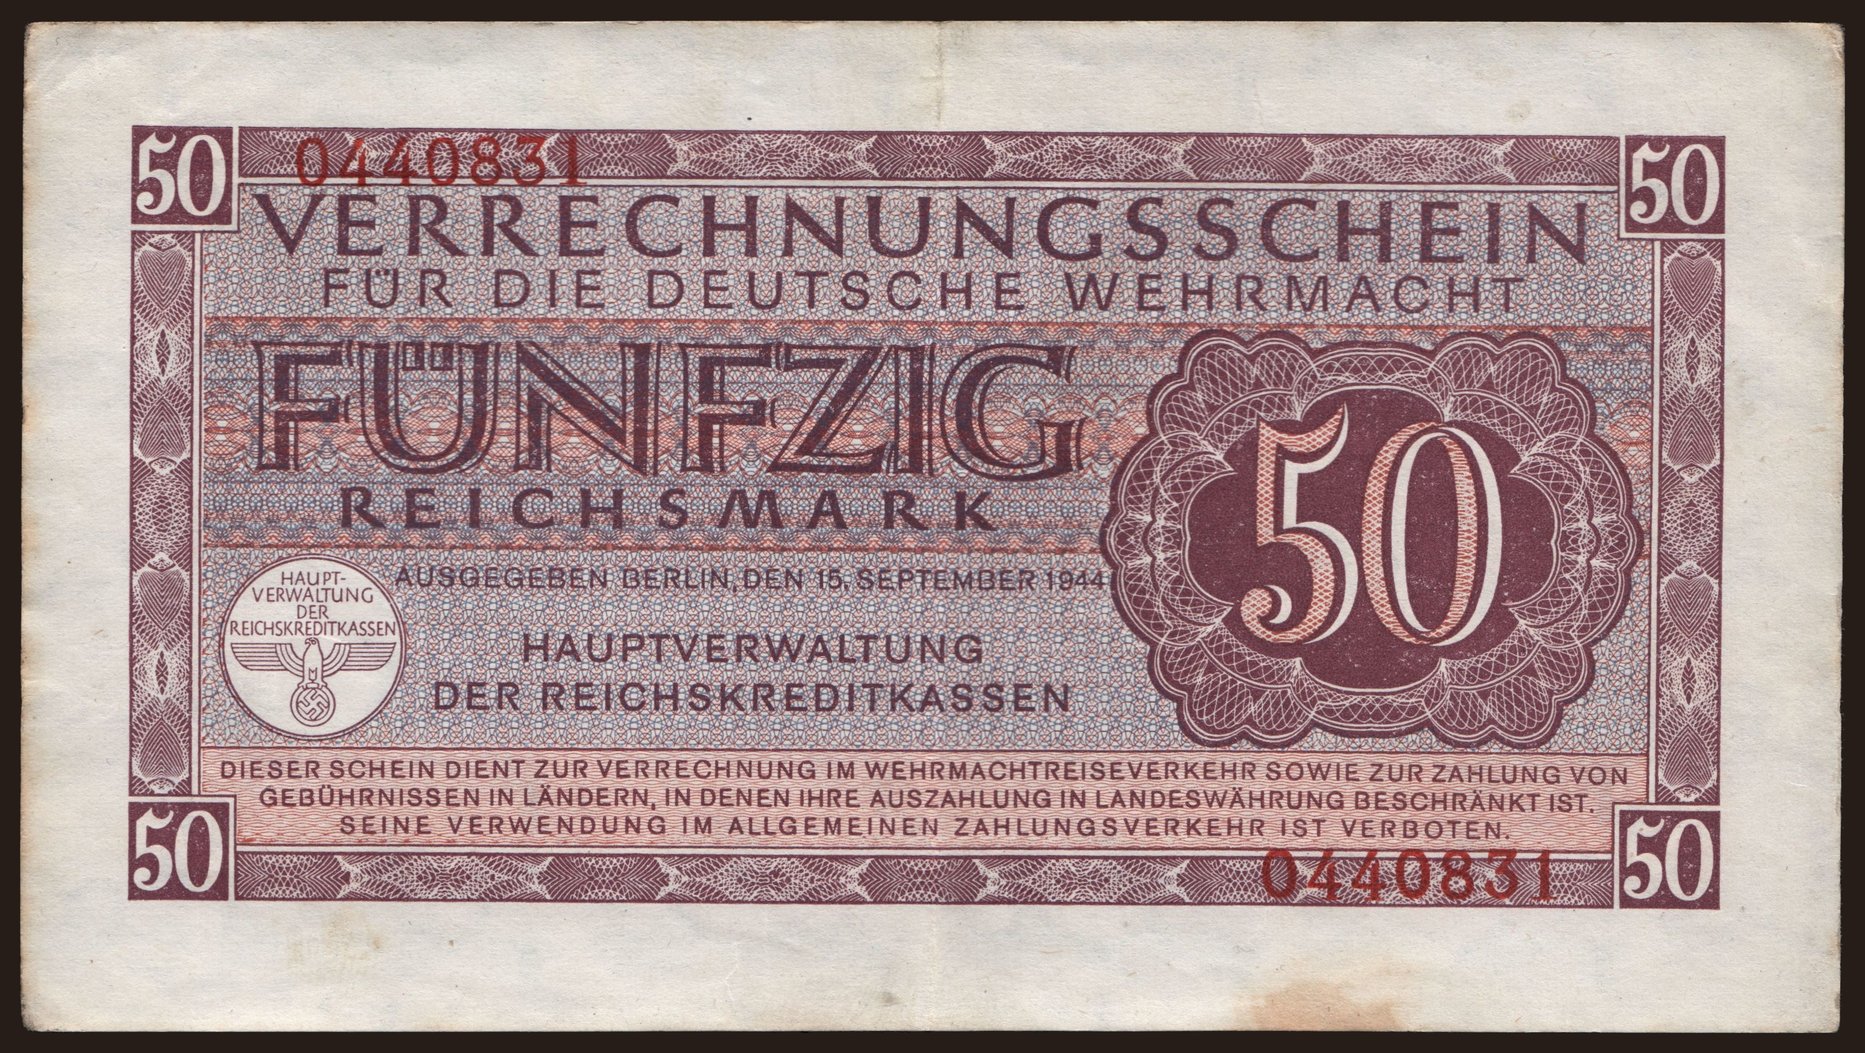 50
0440831
50
VERRECHNUNGSSCHEIN
FÜR DIE DEUTSCHE WEHRMACHT
FÜNFZIG
REICHSMARK
50
HAUPT-
VERWALTUNG
DER
REICHSKREDITKASSEN
AUSGEGEBEN BERLIN, DEN 15. SEPTEMBER 1944
HAUPTVERWALTUNG
DER REICHSKREDITKASSEN
DIESER SCHEIN DIENT ZUR VERRECHNUNG IM WEHRMACHTREISEVERKEHR SOWIE ZUR ZAHLUNG VON
GEBÜHRNISSEN IN LÄNDERN, IN DENEN IHRE AUSZAHLUNG IN LANDESWÄHRUNG BESCHRÄNKT IST.
SEINE VERWENDUNG IM ALLGEMEINEN ZAHLUNGSVERKEHR IST VERBOTEN.
50
0440831
50